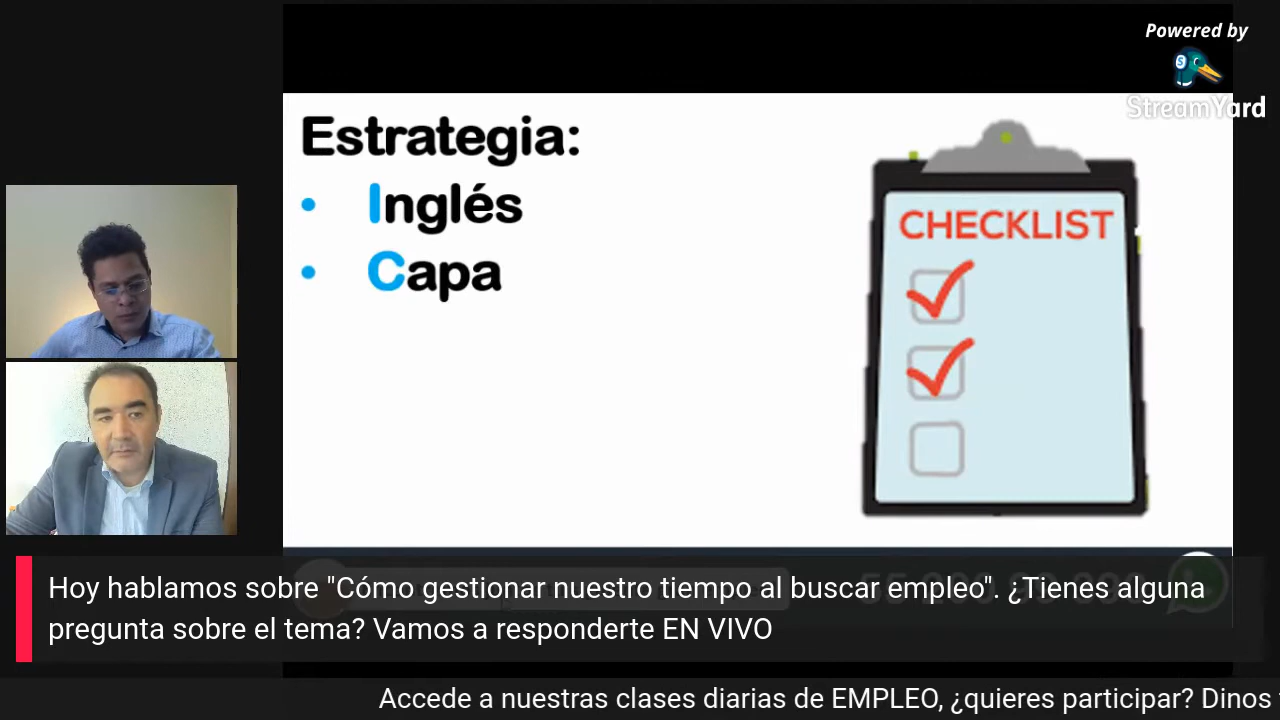 Powered by
StreamYard
Estrategia:
• Inglés
• Capa
CHECKLIST
Hoy hablamos sobre "Cómo gestionar nuestro tiempo al buscar empleo". ¿Tienes alguna
pregunta sobre el tema? Vamos a responderte EN VIVO
Accede a nuestras clases diarias de EMPLEO, ¿quieres participar? Dinos